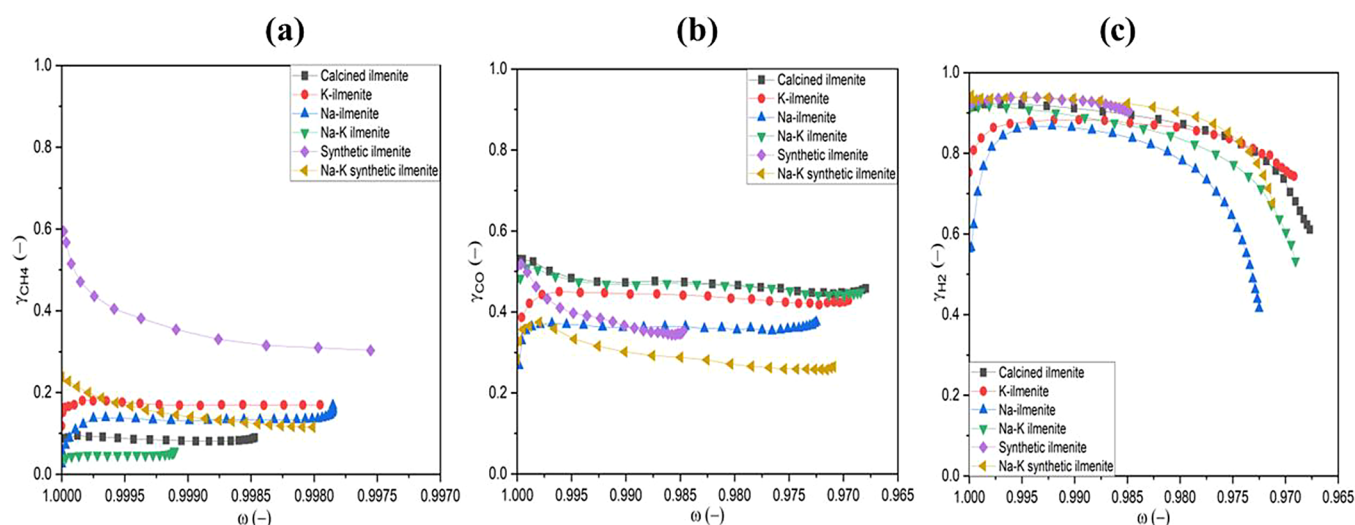 (a)
1.0
0.8
0.6
0.4
0.2
0.0
γCH4 (–)
1.0000
0.9995
0.9990
0.9985
0.9980
0.9975
0.9970
ω (–)
Calcined ilmenite
K-ilmenite
Na-ilmenite
Na-K ilmenite
Synthetic ilmenite
Na-K synthetic ilmenite
(b)
1.0
0.8
0.6
0.4
0.2
0.0
γCO (–)
1.000
0.995
0.990
0.985
0.980
0.975
0.970
0.965
ω (–)
Calcined ilmenite
K-ilmenite
Na-ilmenite
Na-K ilmenite
Synthetic ilmenite
Na-K synthetic ilmenite
(c)
1.0
0.8
0.6
0.4
0.2
0.0
γH2 (–)
1.000
0.995
0.990
0.985
0.980
0.975
0.970
0.965
ω (–)
Calcined ilmenite
K-ilmenite
Na-ilmenite
Na-K ilmenite
Synthetic ilmenite
Na-K synthetic ilmenite